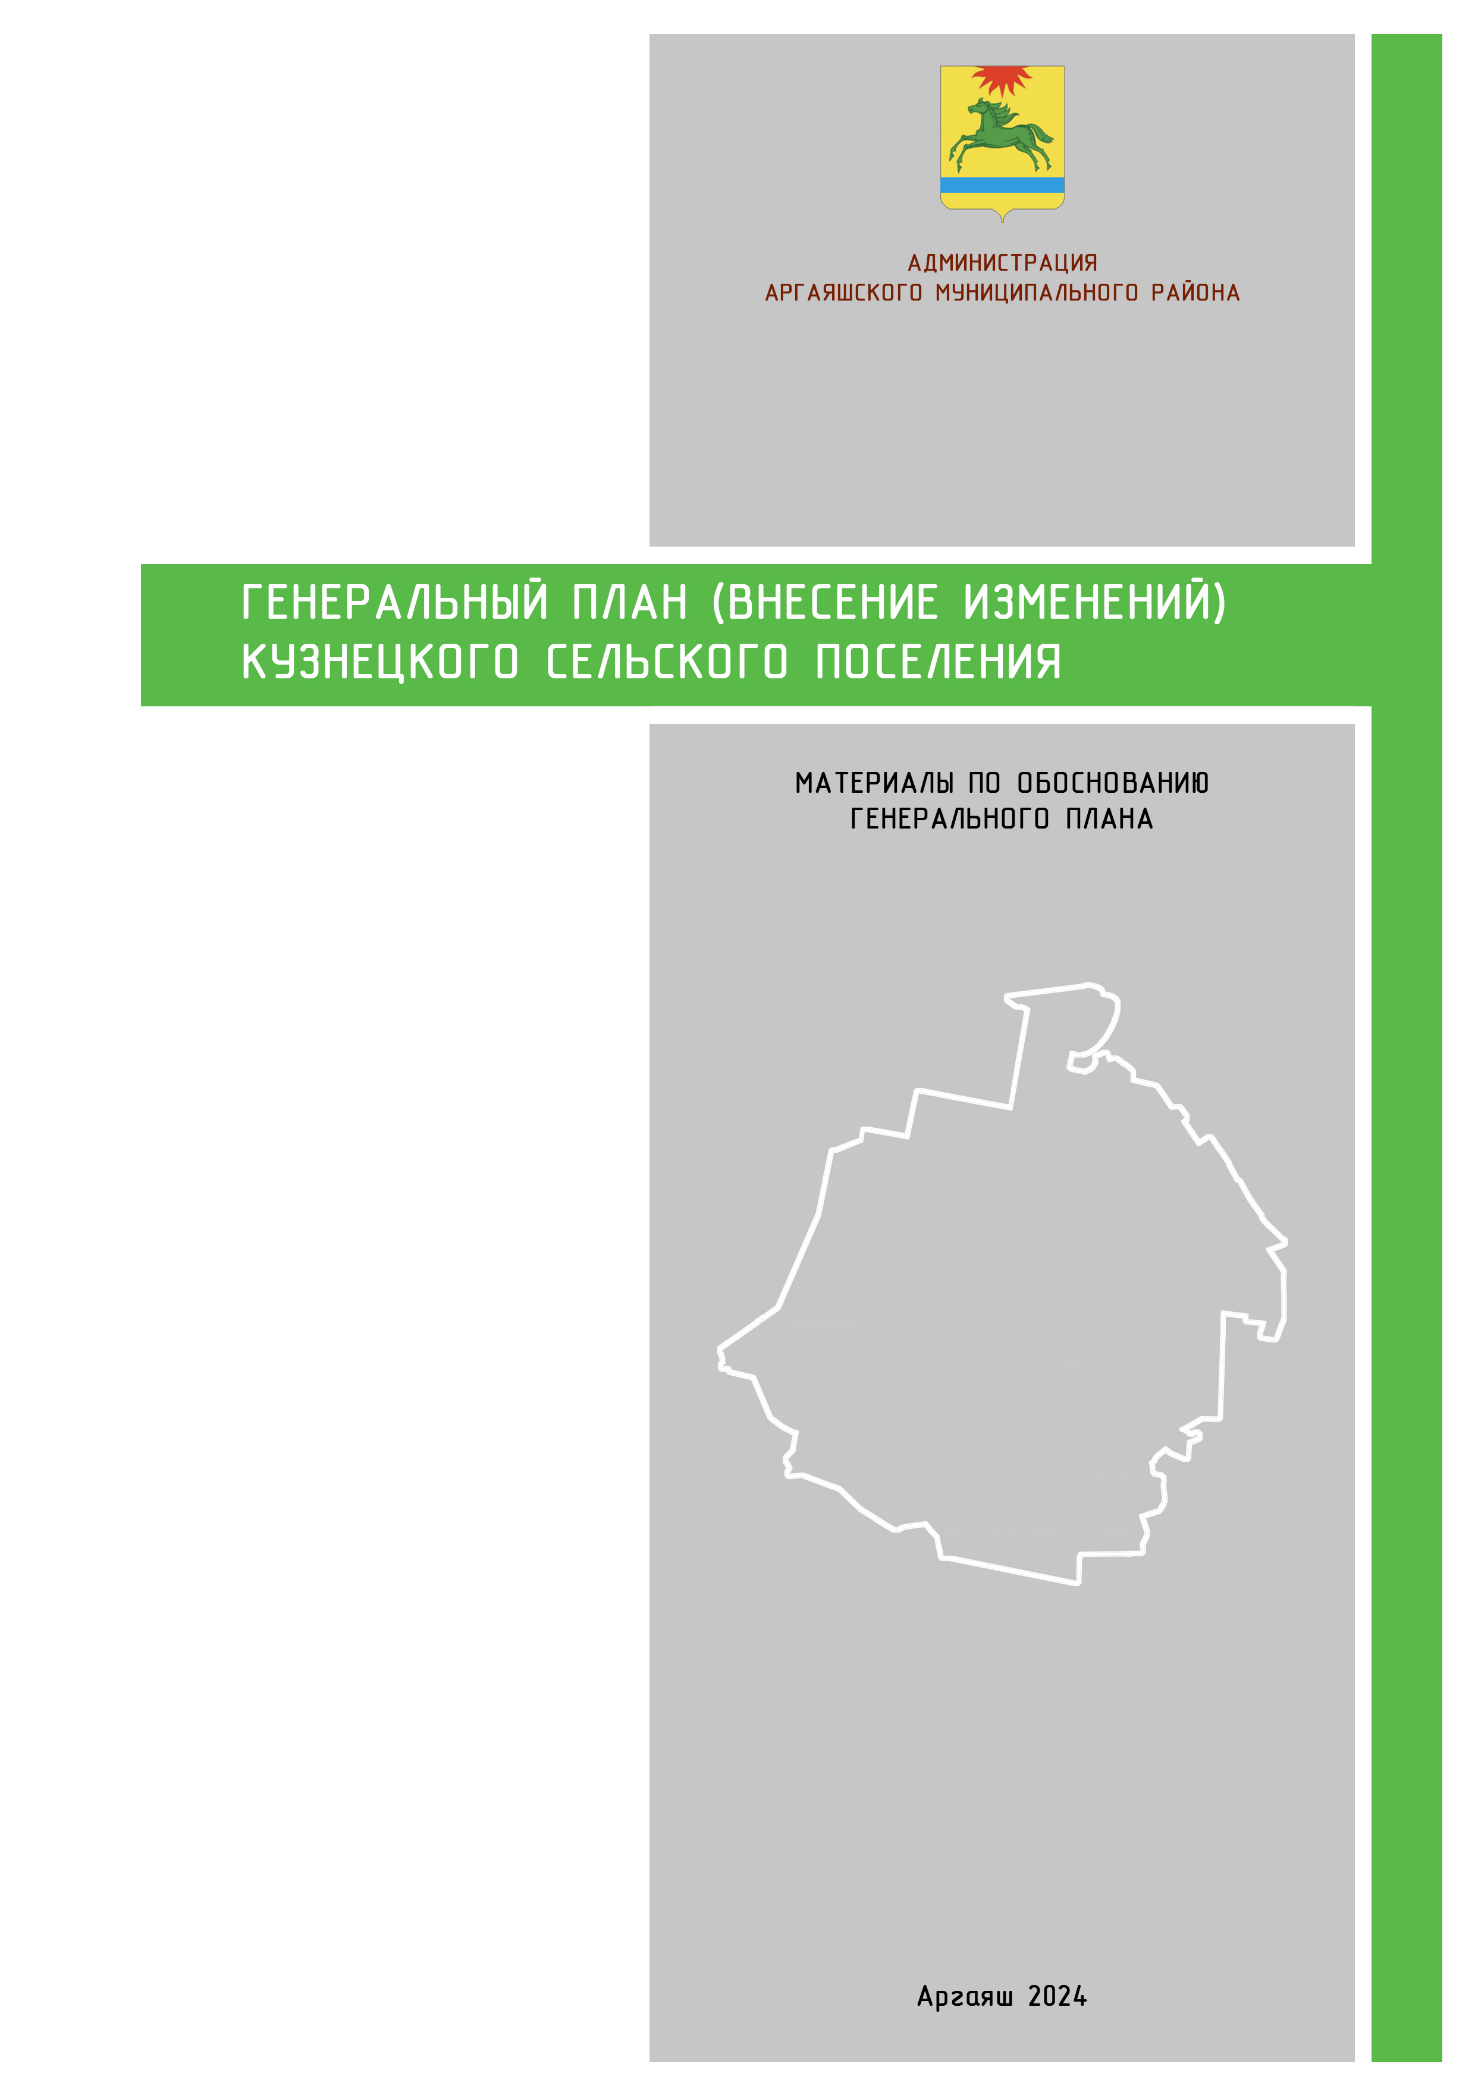 АДМИНИСТРАЦИЯ
АРГАЯШСКОГО МУНИЦИПАЛЬНОГО РАЙОНА
ГЕНЕРАЛЬНЫЙ ПЛАН (ВНЕСЕНИЕ ИЗМЕНЕНИЙ)
КУЗНЕЦКОГО СЕЛЬСКОГО ПОСЕЛЕНИЯ
МАТЕРИАЛЫ ПО ОБОСНОВАНИЮ
ГЕНЕРАЛЬНОГО ПЛАНА
Аргаяш 2024